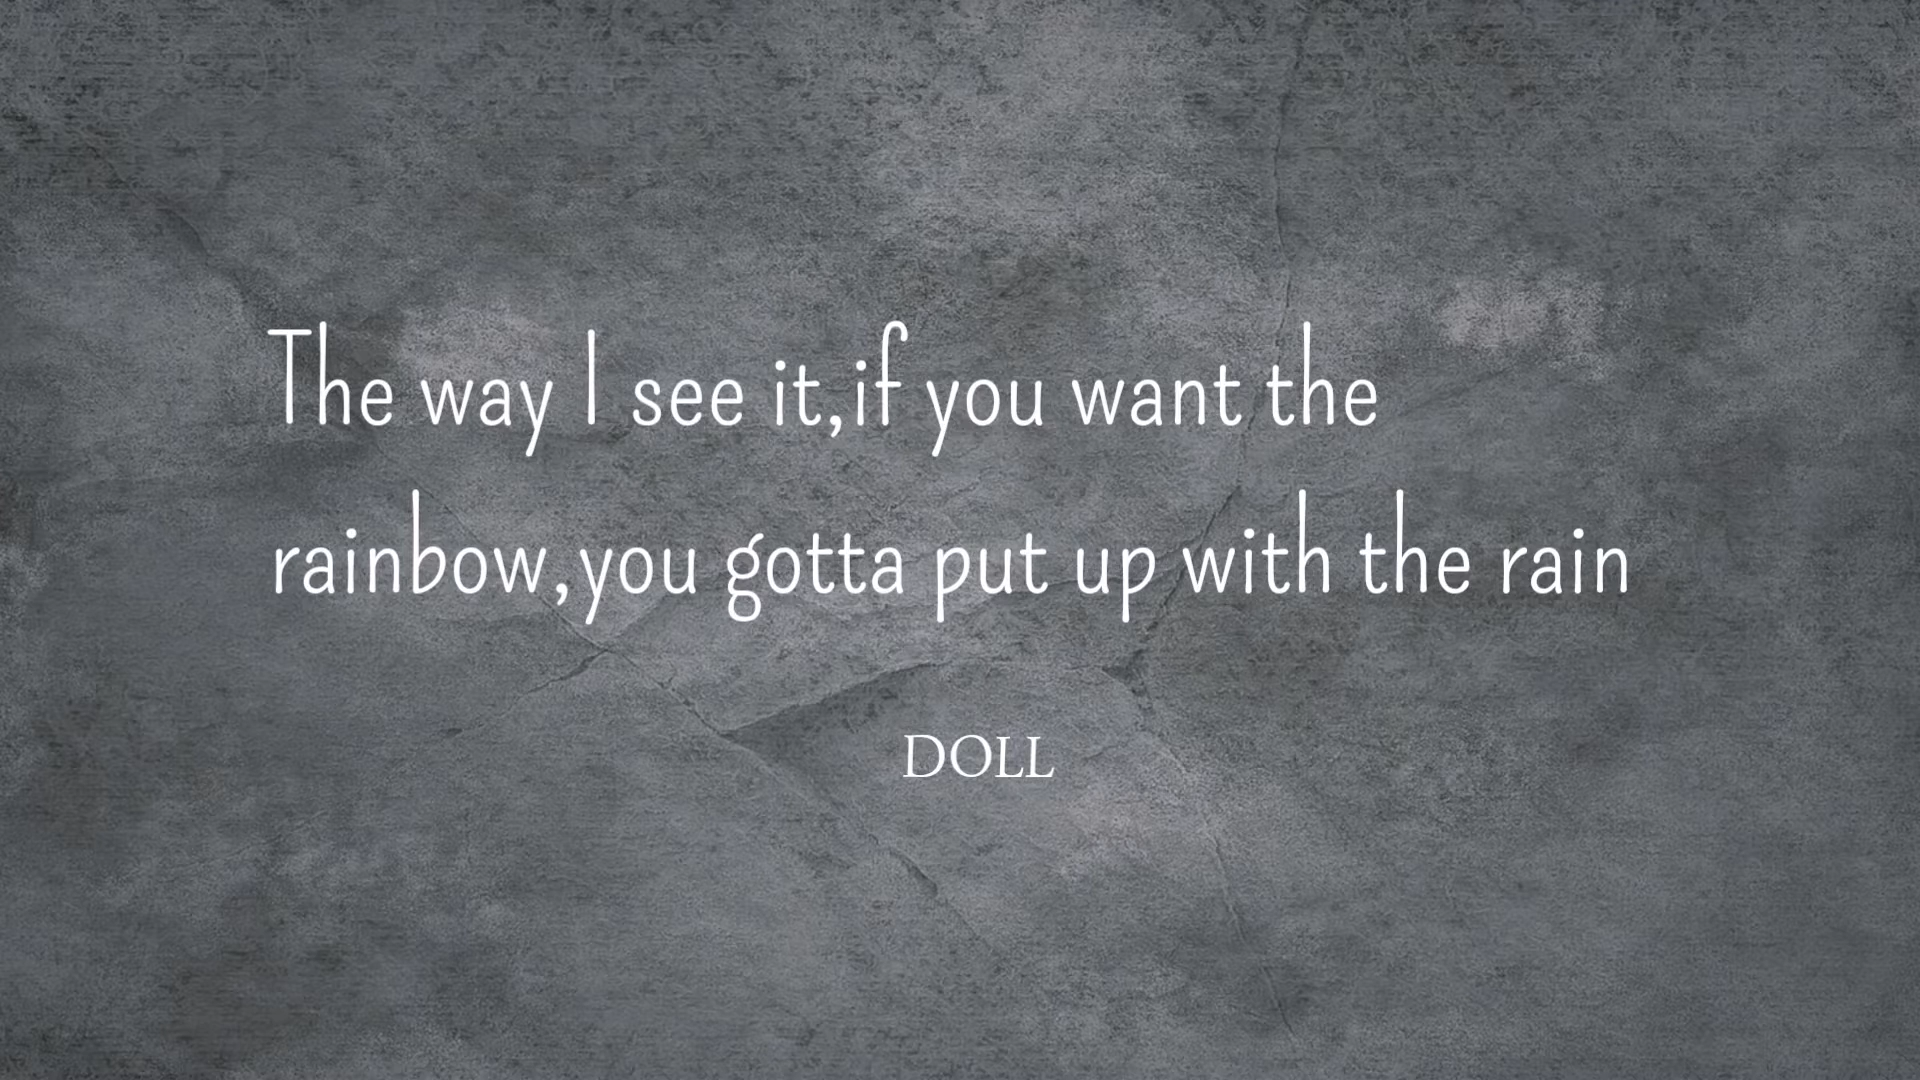 The way I see it,if you want the
rainbow,you gotta put up with the rain
DOLL